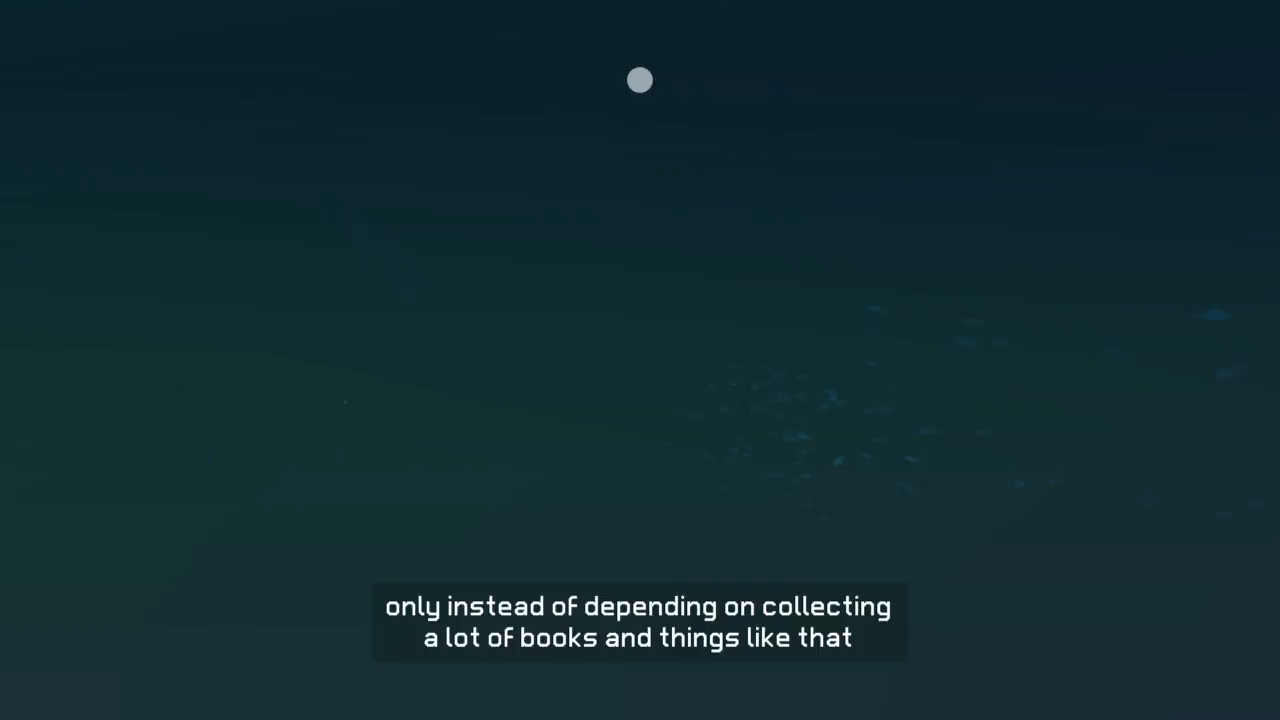 only instead of depending on collecting
a lot of books and things like that